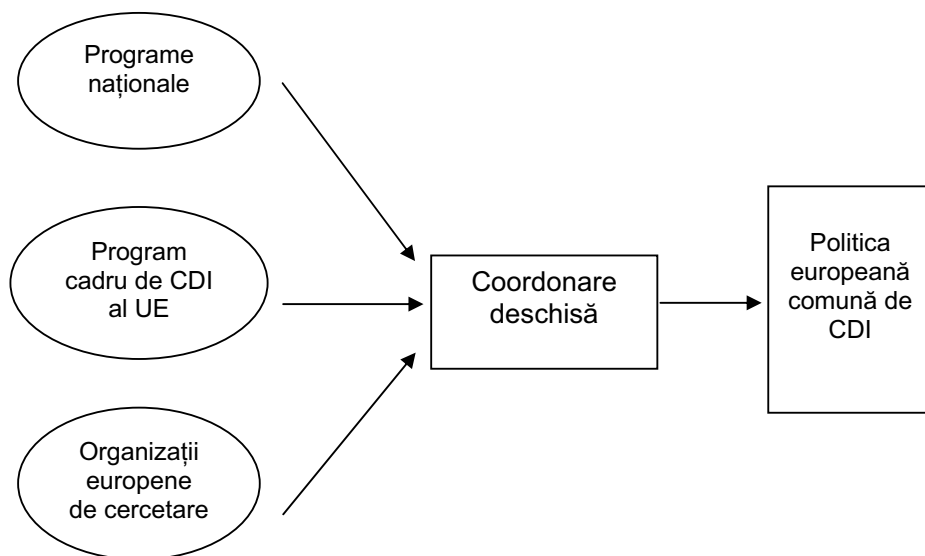 Programe
naționale
Program
cadru de CDI
al UE
Organizații
europene
de cercetare
Coordonare
deschisă
Politica
europeană
comună de
CDI